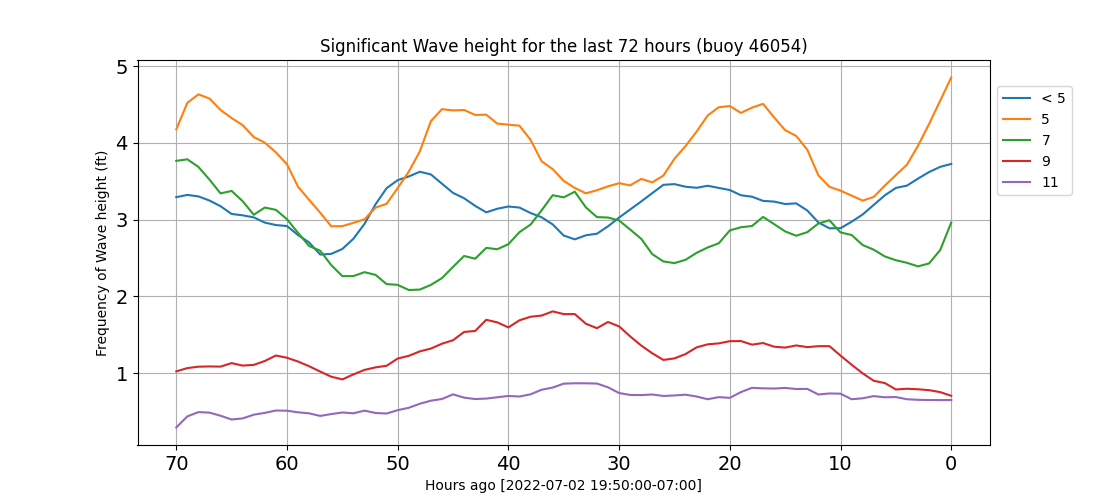 Significant Wave height for the last 72 hours (buoy 46054)
Frequency of Wave height (ft)
5
4
3
2
1
70 60 50 40 30 20 10 0
Hours ago [2022-07-02 19:50:00-07:00]
< 5
5
7
9
11